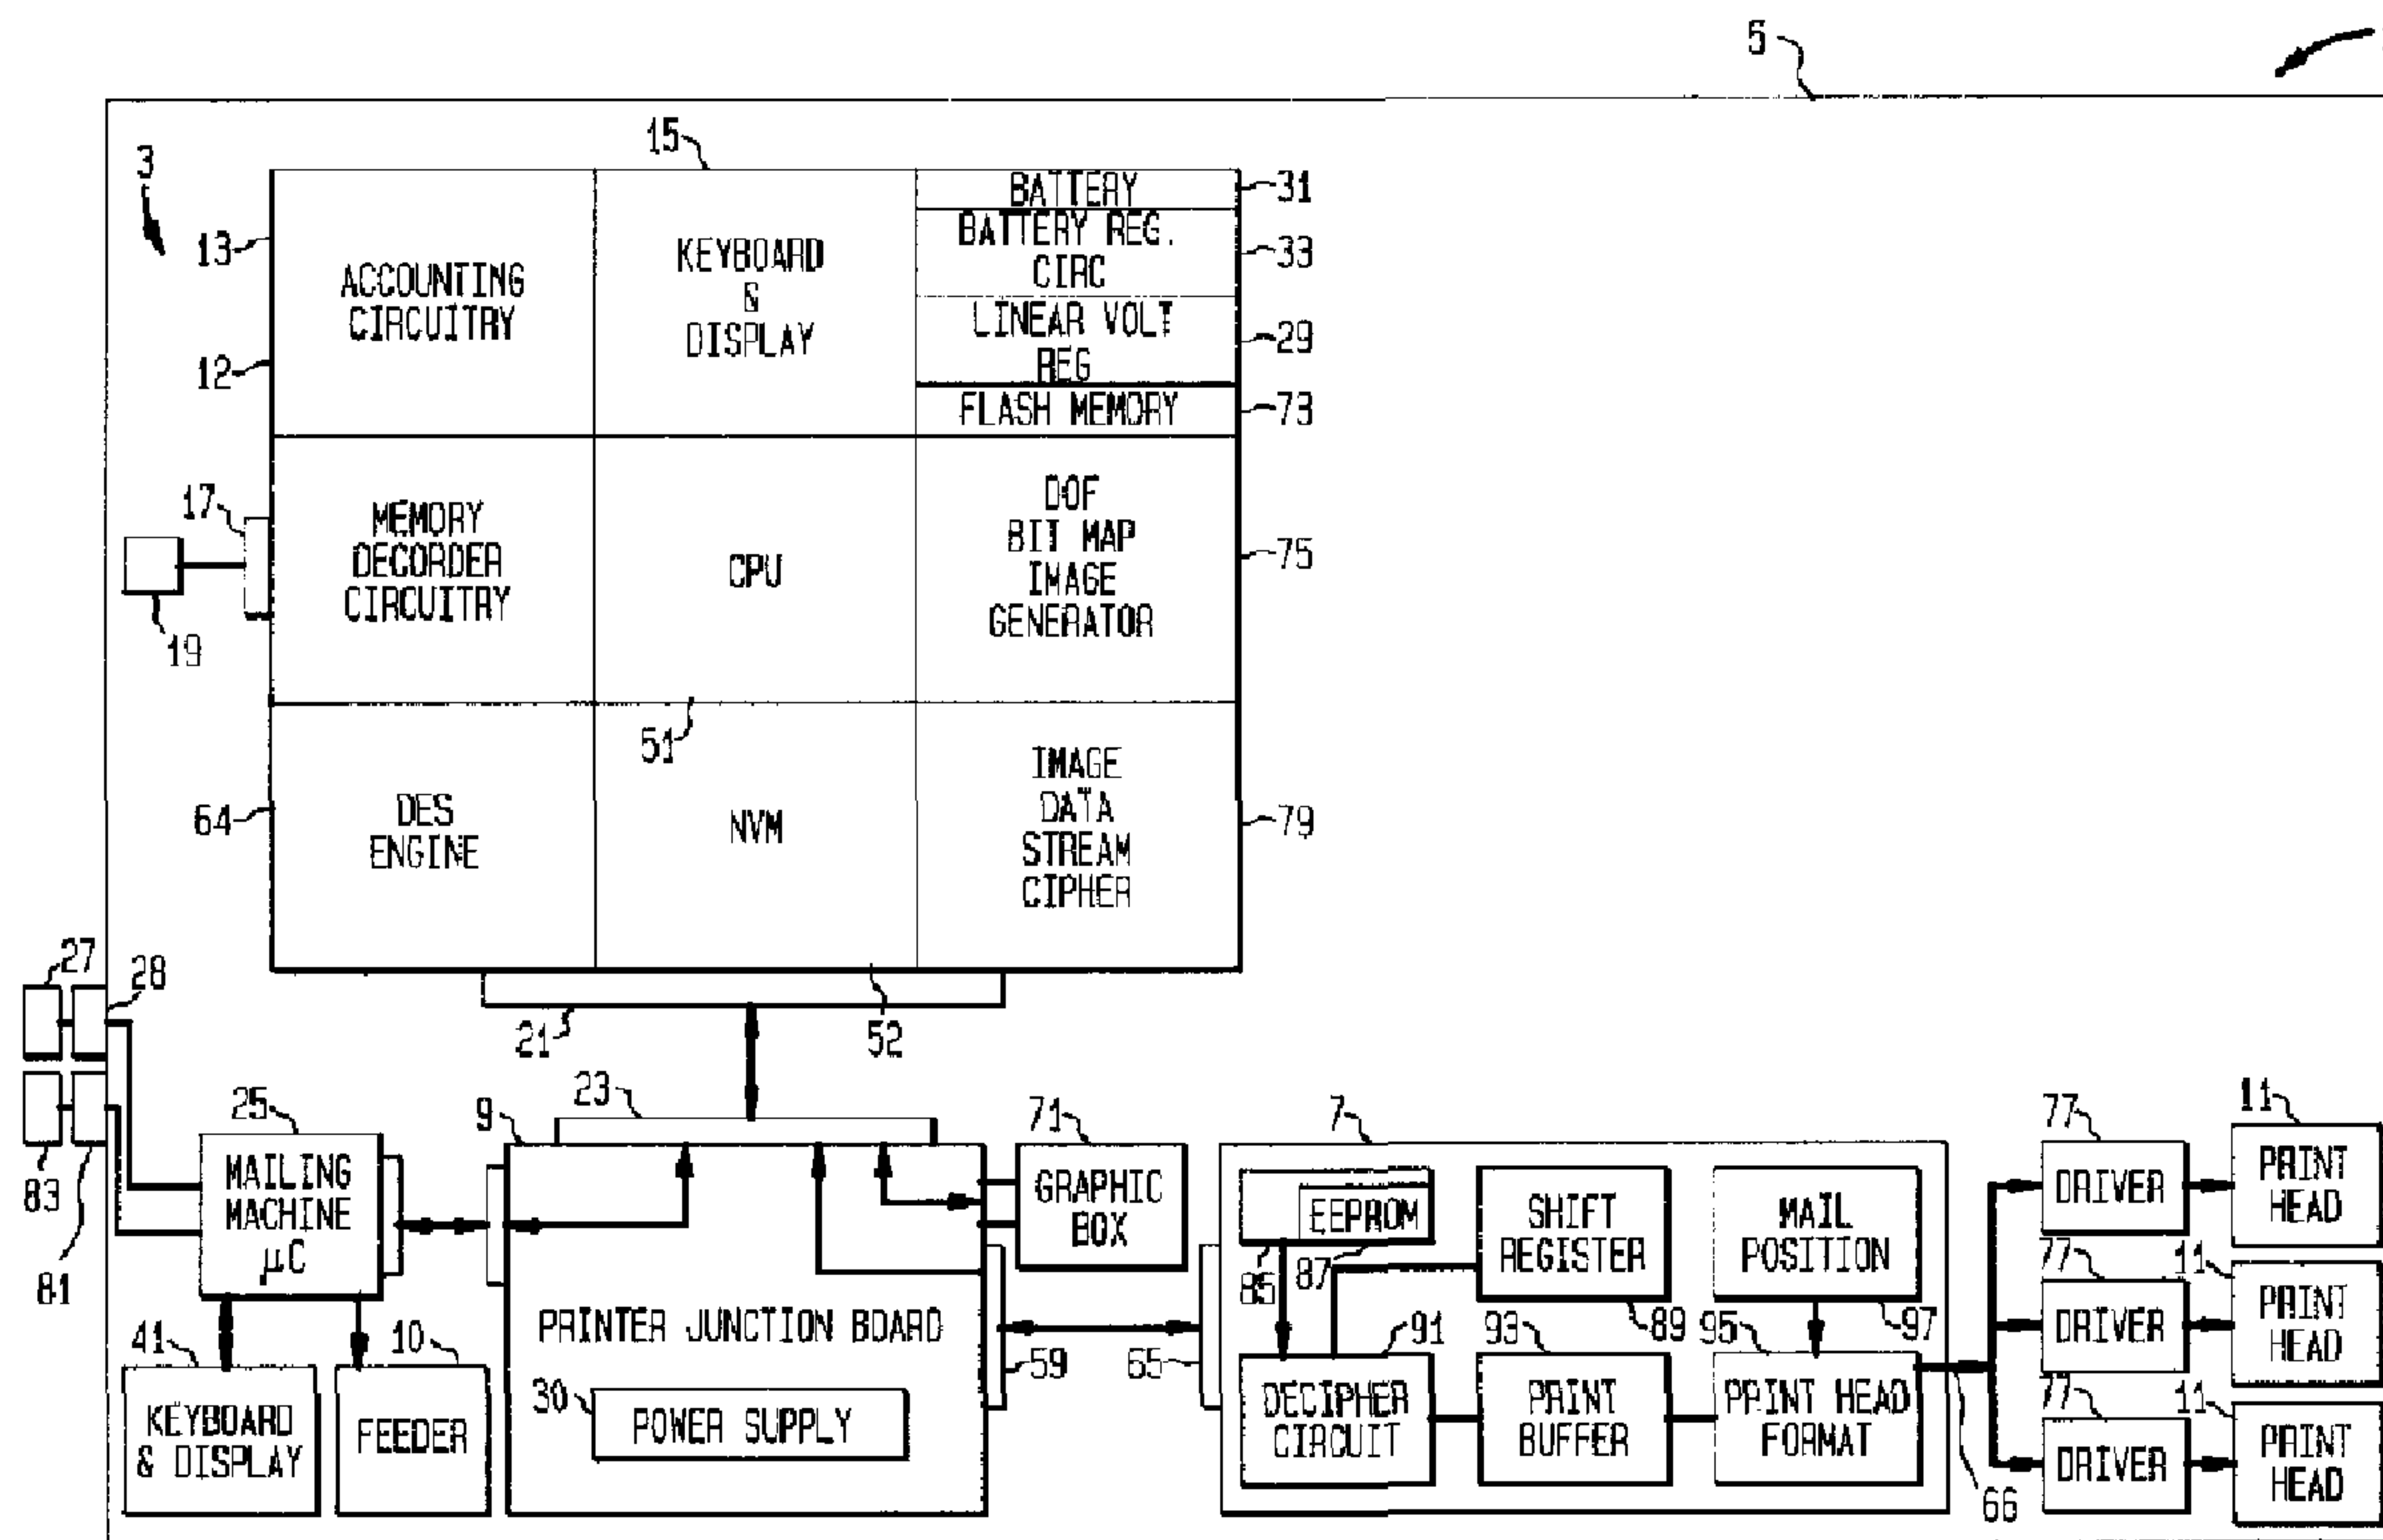 5
3
15
13
12
ACCOUNTING
CIRCUITRY
KEYBOARD
&
DISPLAY
BATTERY
31
BATTERY REG.
CIRC
33
LINEAR VOLT
REG
29
FLASH MEMORY
73
17
19
MEMORY
DECORDER
CIRCUITRY
CPU
DOF
BIT MAP
IMAGE
GENERATOR
75
51
64
DES
ENGINE
NVM
IMAGE
DATA
STREAM
CIPHER
79
27
28
21
52
83
81
25
MAILING
MACHINE
μC
9
23
71
GRAPHIC
BOX
7
EEPROM
85
87
SHIFT
REGISTER
89
MAIL
POSITION
97
77
DRIVER
11
PRINT
HEAD
77
DRIVER
11
PRINT
HEAD
77
DRIVER
11
PRINT
HEAD
41
KEYBOARD
& DISPLAY
10
FEEDER
PRINTER JUNCTION BOARD
30
POWER SUPPLY
59
65
91
DECIPHER
CIRCUIT
93
PRINT
BUFFER
95
PRINT HEAD
FORMAT
66